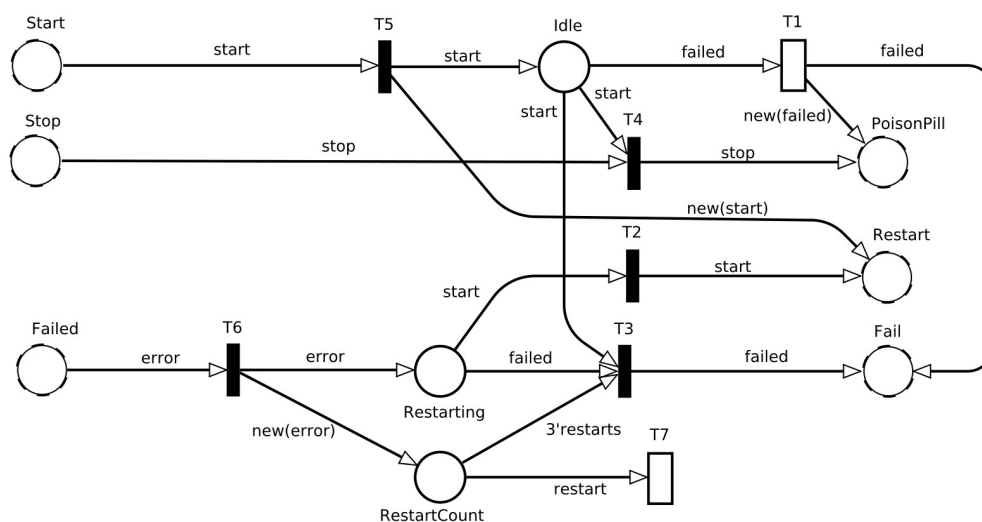 Start
start
T5
start
Idle
failed
T1
failed
Stop
stop
start
start
T4
new(failed)
stop
PoisonPill
new(start)
Restart
T2
start
start
Failed
error
T6
error
failed
T3
failed
Fail
Restarting
new(error)
3'restarts
T7
RestartCount
restart